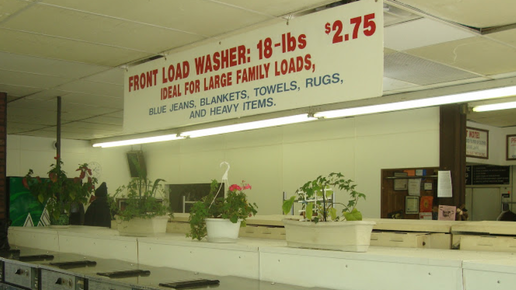 FRONT LOAD WASHER: 18-lbs $2.75
IDEAL FOR LARGE FAMILY LOADS,
BLUE JEANS, BLANKETS, TOWELS, RUGS,
AND HEAVY ITEMS.